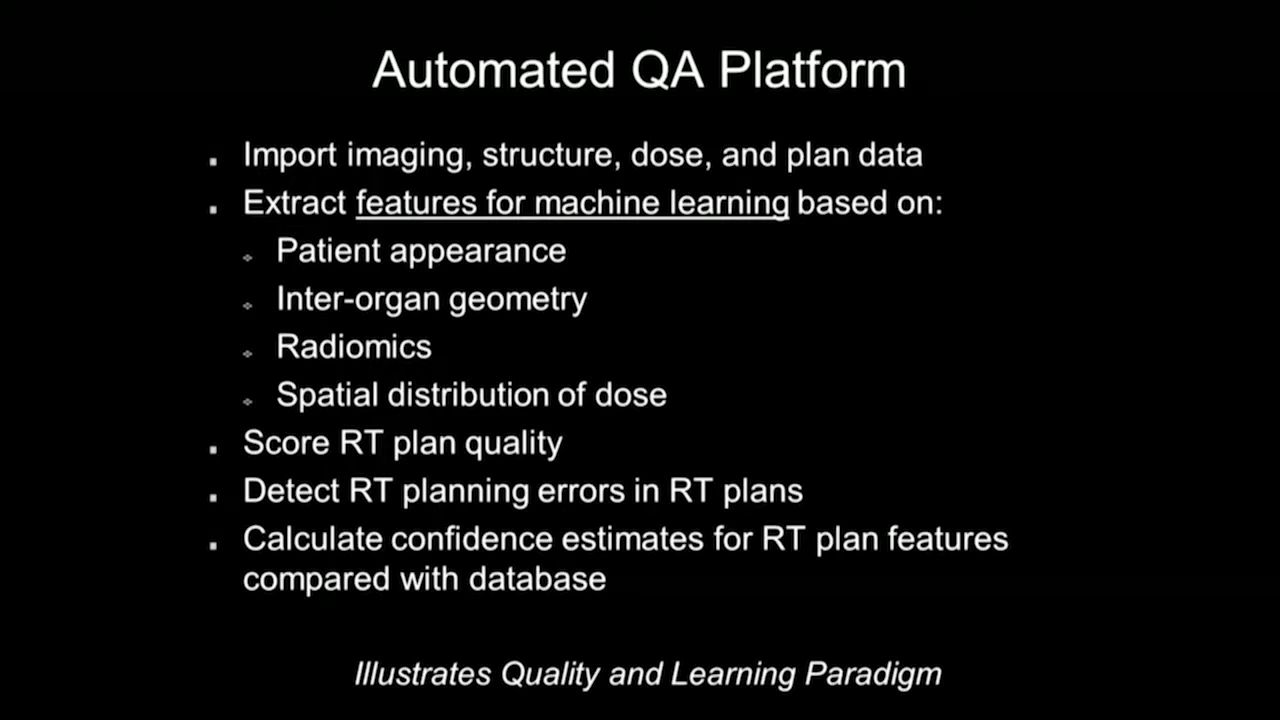 Automated QA Platform
Import imaging, structure, dose, and plan data
Extract features for machine learning based on:
Patient appearance
Inter-organ geometry
Radiomics
Spatial distribution of dose
Score RT plan quality
Detect RT planning errors in RT plans
Calculate confidence estimates for RT plan features
compared with database
Illustrates Quality and Learning Paradigm